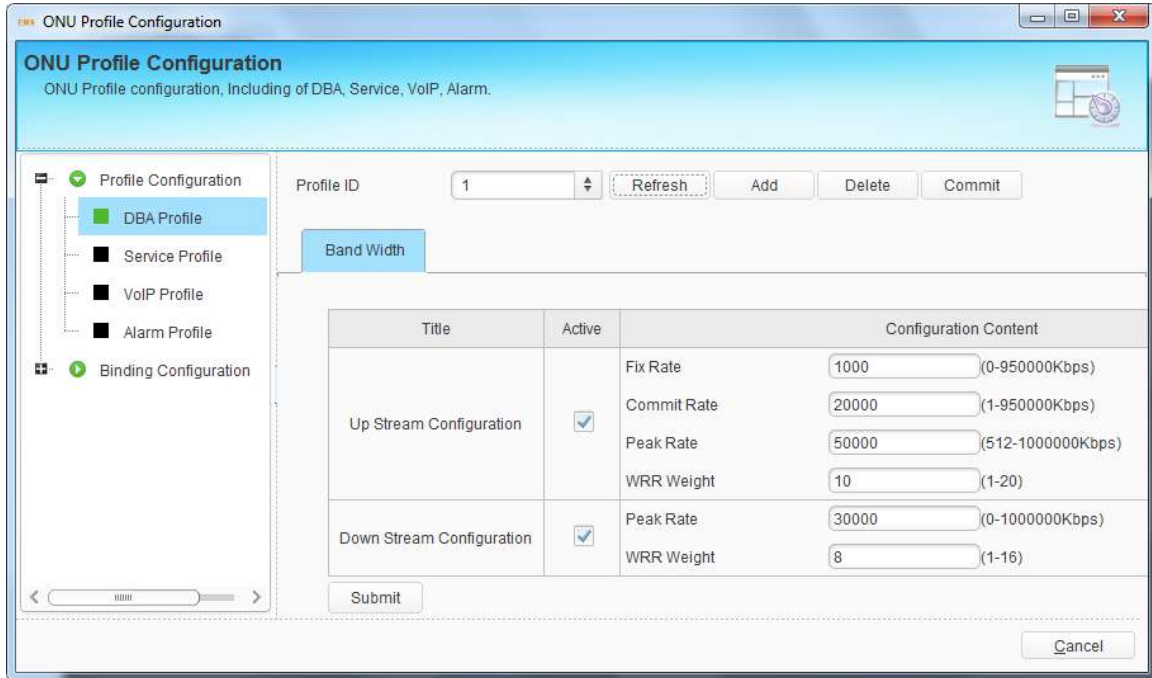 EMS ONU Profile Configuration
ONU Profile Configuration
ONU Profile configuration, Including of DBA, Service, VoIP, Alarm.
Profile Configuration
DBA Profile
Service Profile
VoIP Profile
Alarm Profile
Binding Configuration
Profile ID 1 Refresh Add Delete Commit
Band Width
Title Active Configuration Content
Up Stream Configuration
Fix Rate 1000 (0-950000Kbps)
Commit Rate 20000 (1-950000Kbps)
Peak Rate 50000 (512-1000000Kbps)
WRR Weight 10 (1-20)
Down Stream Configuration
Peak Rate 30000 (0-1000000Kbps)
WRR Weight 8 (1-16)
Submit
Cancel